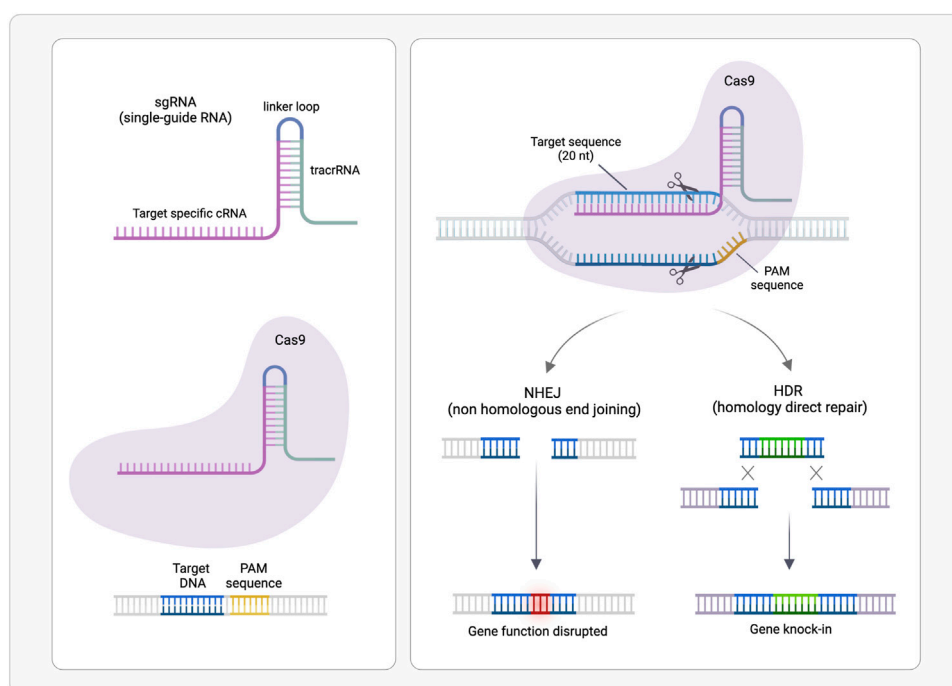 sgRNA
(single-guide RNA)
linker loop
tracrRNA
Target specific cRNA
Cas9
Target
DNA
PAM
sequence
Cas9
Target sequence
(20 nt)
PAM
sequence
NHEJ
(non homologous end joining)
HDR
(homology direct repair)
Gene function disrupted
Gene knock-in